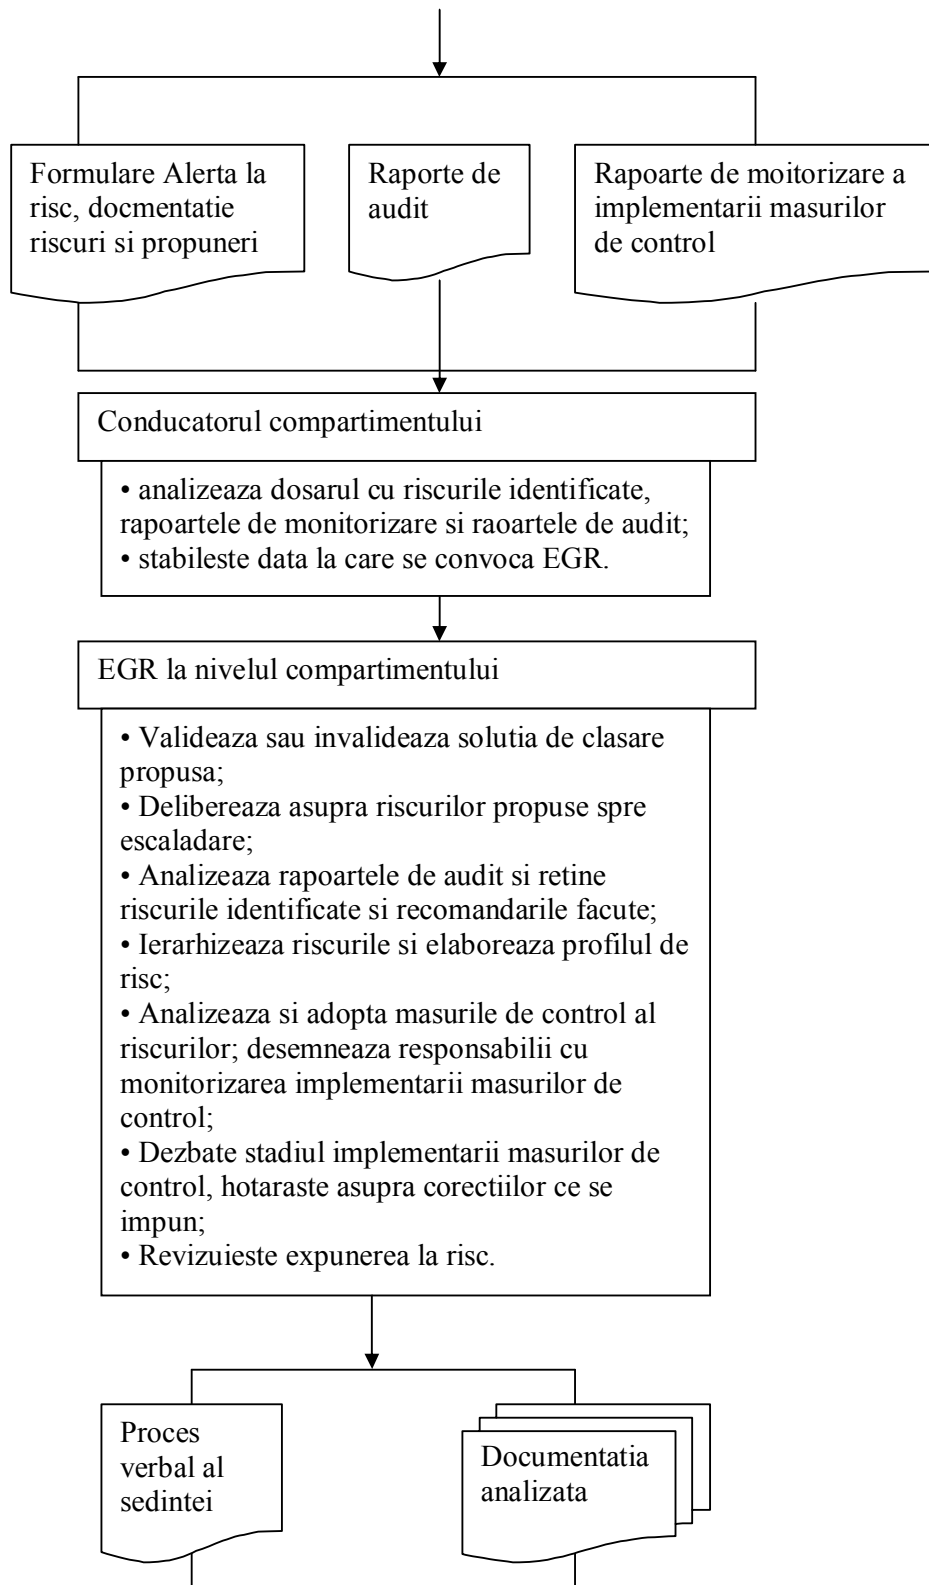 Formulare Alerta la
risc, docmentatie
riscuri si propuneri
Raporte de
audit
Rapoarte de moitorizare a
implementarii masurilor
de control
Conducatorul compartimentului
• analizeaza dosarul cu riscurile identificate,
rapoartele de monitorizare si raoartele de audit;
• stabileste data la care se convoca EGR.
EGR la nivelul compartimentului
• Valideaza sau invalideaza solutia de clasare
propusa;
• Delibereaza asupra riscurilor propuse spre
escaladare;
• Analizeaza rapoartele de audit si retine
riscurile identificate si recomandarile facute;
• Ierarhizeaza riscurile si elaboreaza profilul de
risc;
• Analizeaza si adopta masurile de control al
riscurilor; desemneaza responsabilii cu
monitorizarea implementarii masurilor de
control;
• Dezbate stadiul implementarii masurilor de
control, hotaraste asupra corectiilor ce se
impun;
• Revizuieste expunerea la risc.
Proces
verbal al
sedintei
Documentatia
analizata